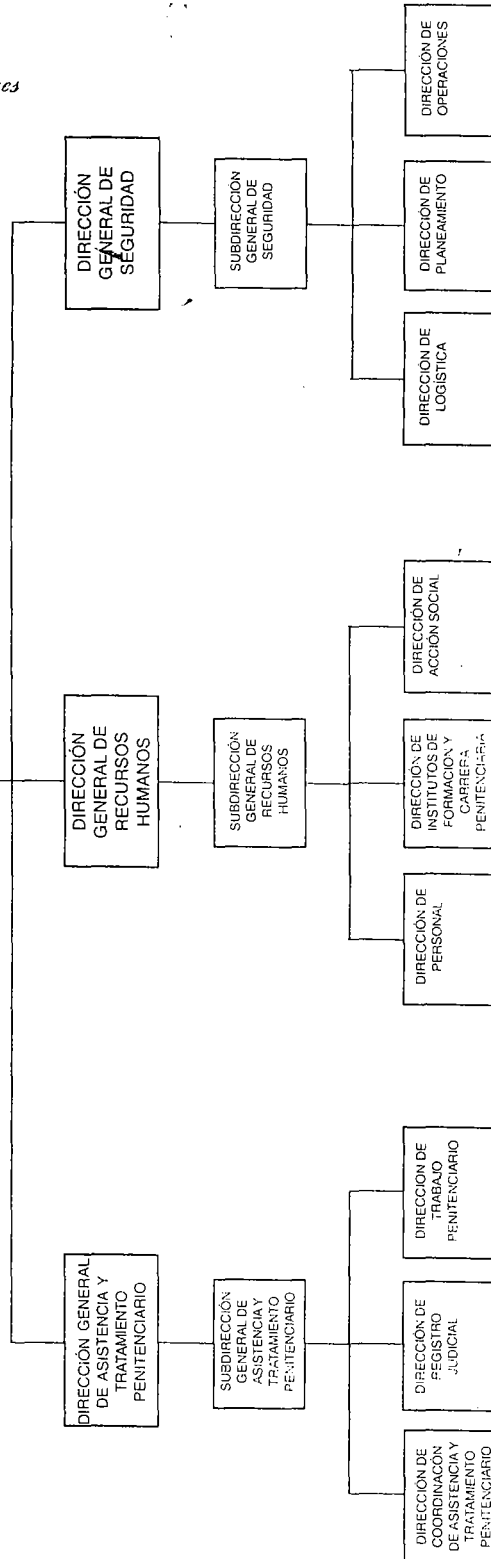 DIRECCIÓN GENERAL
DE ASISTENCIA Y
TRATAMIENTO
PENITENCIARIO
DIRECCIÓN
GENERAL DE
RECURSOS
HUMANOS
DIRECCIÓN
GENERAL DE
SEGURIDAD
SUBDIRECCIÓN
GENERAL DE
ASISTENCIA Y
TRATAMIENTO
PENITENCIARIO
SUBDIRECCIÓN
GENERAL DE
RECURSOS
HUMANOS
SUBDIRECCIÓN
GENERAL DE
SEGURIDAD
DIRECCIÓN DE
COORDINACÓN
DE ASISTENCIA Y
TRATAMIENTO
PENITENCIARIO
DIRECCIÓN DE
REGISTRO
JUDICIAL
DIRECCIÓN DE
TRABAJO
PENITENCIARIO
DIRECCIÓN DE
PERSONAL
DIRECCIÓN DE
INSTITUTOS DE
FORMACION Y
CARRERA
PENITENCIARIA
DIRECCIÓN DE
ACCIÓN SOCIAL
DIRECCIÓN DE
LOGÍSTICA
DIRECCIÓN DE
PLANEAMIENTO
DIRECCIÓN DE
OPERACIONES